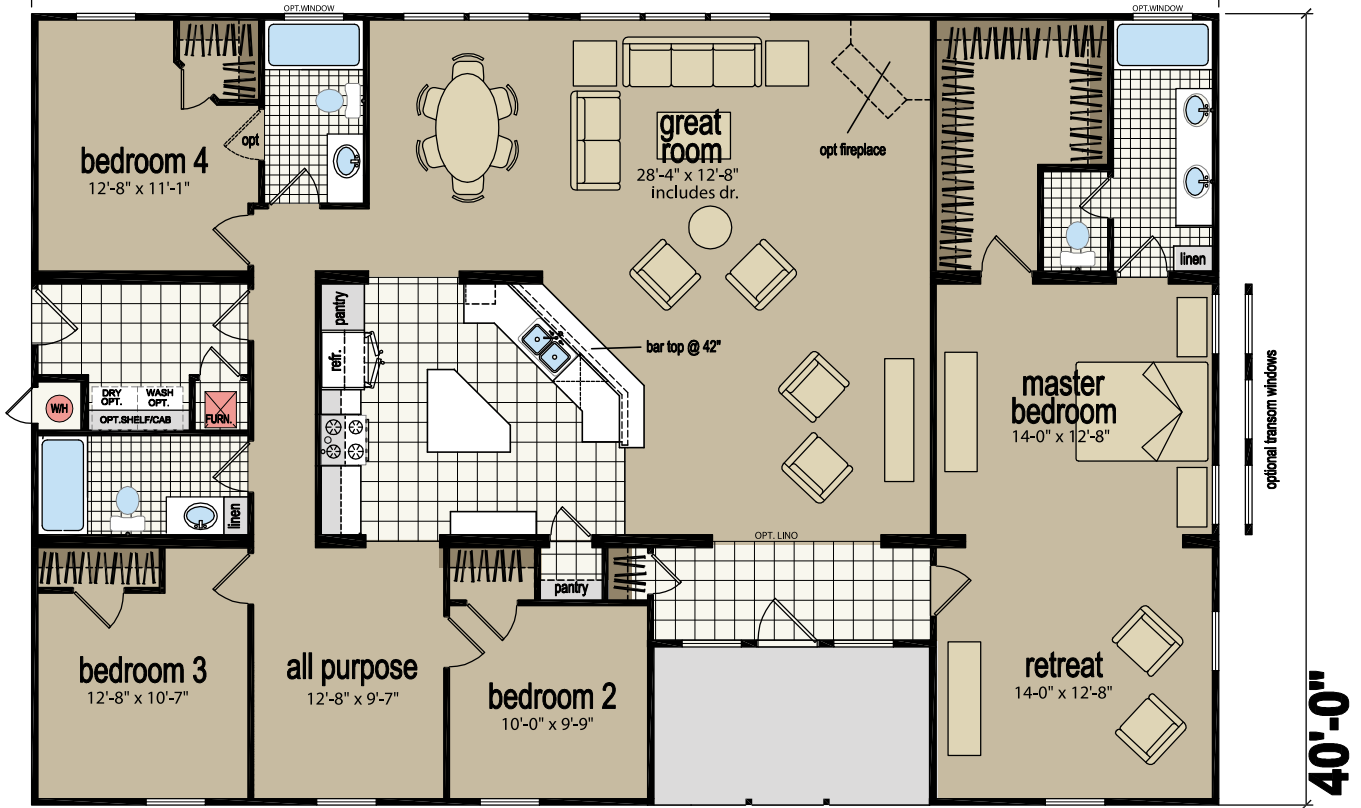 OPT.WINDOW
OPT.WINDOW
bedroom 4
12'-8" x 11'-1"
opt
great
room
28'-4" x 12'-8"
includes dr.
opt fireplace
linen
pantry
refr.
bar top @ 42"
W/H
DRY
OPT.
WASH
OPT.
OPT.SHELF/CAB
FURN.
linen
master
bedroom
14-0" x 12'-8"
optional transom windows
OPT. LINO
pantry
bedroom 3
12'-8" x 10'-7"
all purpose
12'-8" x 9'-7"
bedroom 2
10'-0" x 9'-9"
retreat
14-0" x 12'-8"
40'-0"